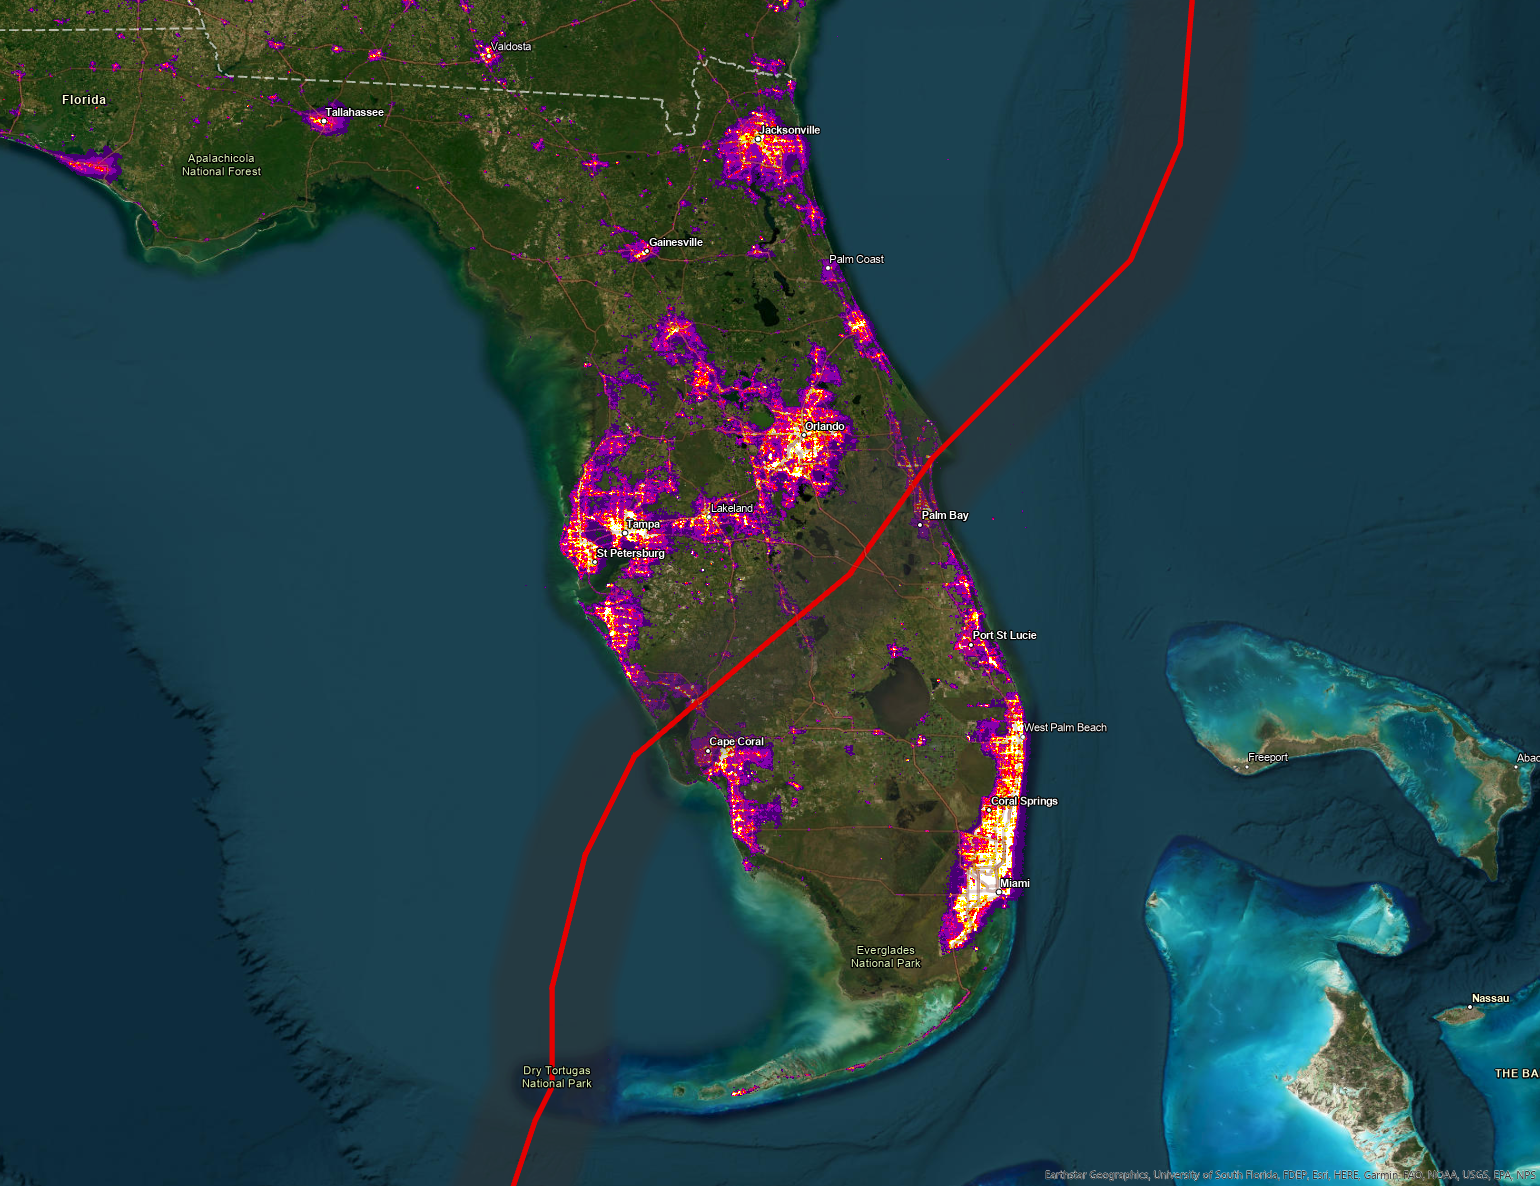 Valdosta
Florida
Tallahassee
Jacksonville
Apalachicola
National Forest
Gainesville
Palm Coast
Orlando
Lakeland
Palm Bay
Tampa
St Petersburg
Port St Lucie
West Palm Beach
Cape Coral
Freeport
Abac
Coral Springs
Miami
Everglades
National Park
Nassau
Dry Tortugas
National Park
THE BA
Earthstar Geographics, University of South Florida, FDEP, Esri, HERE, Garmin, FAO, NOAA, USGS, EPA, NPS